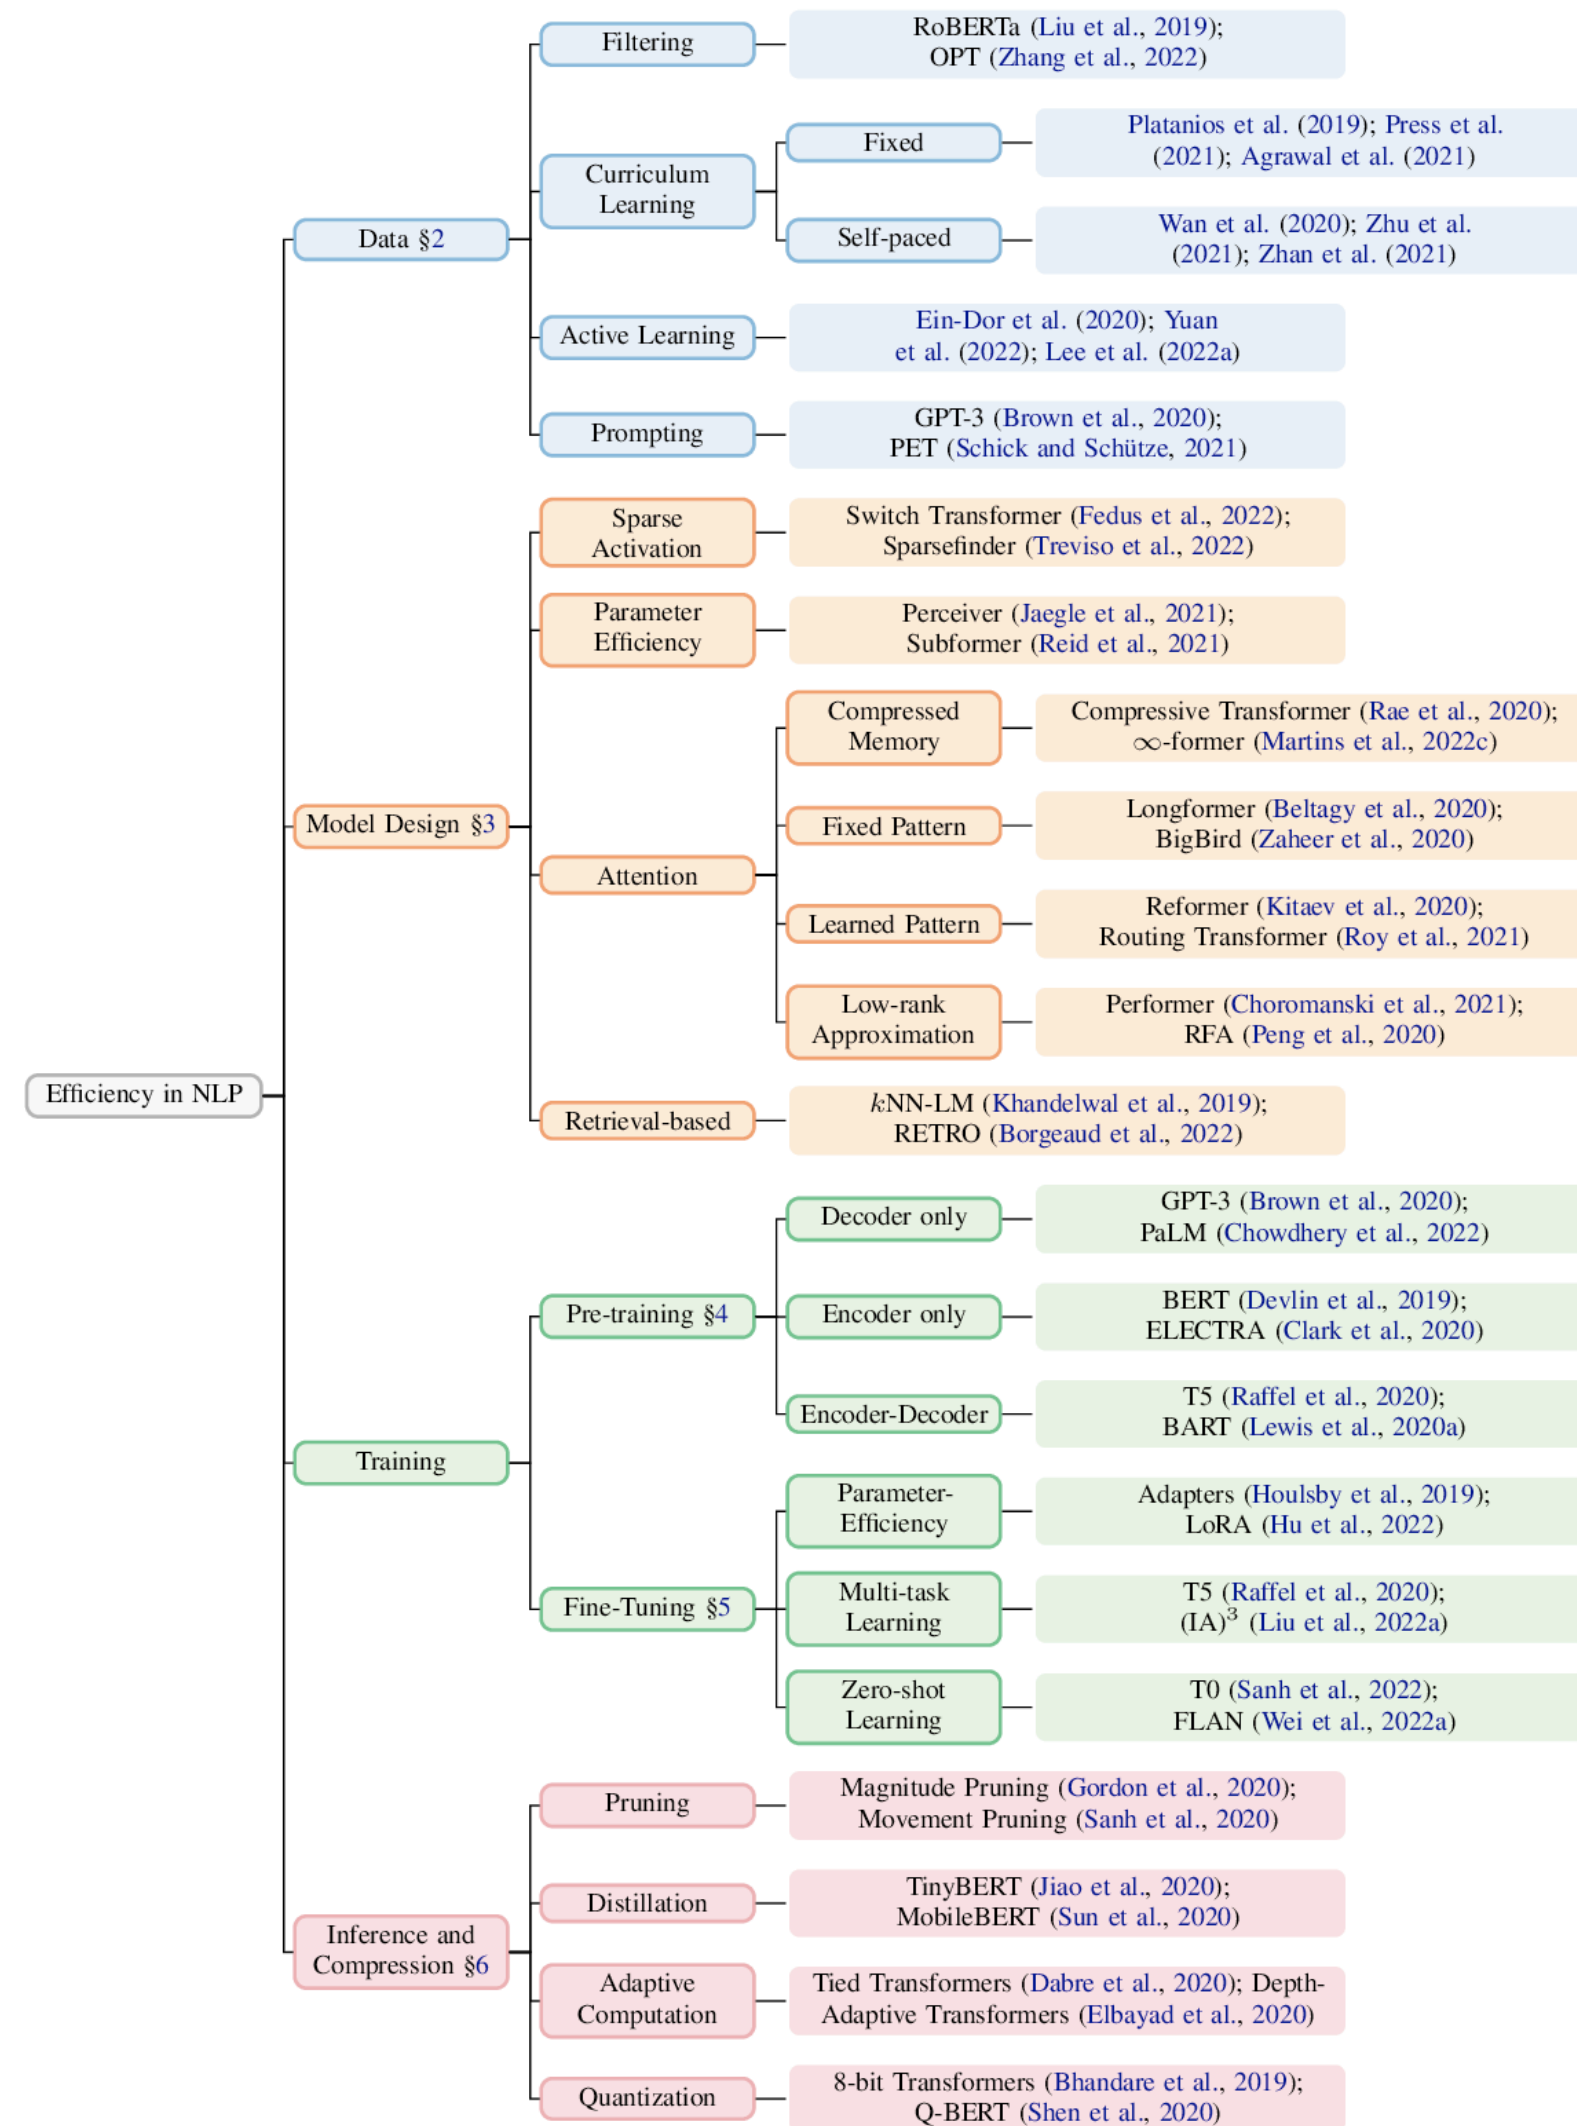 Filtering
RoBERTa (Liu et al., 2019);
OPT (Zhang et al., 2022)
Fixed
Platanios et al. (2019); Press et al.
(2021); Agrawal et al. (2021)
Curriculum
Learning
Data §2
Self-paced
Wan et al. (2020); Zhu et al.
(2021); Zhan et al. (2021)
Active Learning
Ein-Dor et al. (2020); Yuan
et al. (2022); Lee et al. (2022a)
Prompting
GPT-3 (Brown et al., 2020);
PET (Schick and Schütze, 2021)
Sparse
Activation
Switch Transformer (Fedus et al., 2022);
Sparsefinder (Treviso et al., 2022)
Parameter
Efficiency
Perceiver (Jaegle et al., 2021);
Subformer (Reid et al., 2021)
Compressed
Memory
Compressive Transformer (Rae et al., 2020);
∞-former (Martins et al., 2022c)
Model Design §3
Fixed Pattern
Longformer (Beltagy et al., 2020);
BigBird (Zaheer et al., 2020)
Attention
Learned Pattern
Reformer (Kitaev et al., 2020);
Routing Transformer (Roy et al., 2021)
Low-rank
Approximation
Performer (Choromanski et al., 2021);
RFA (Peng et al., 2020)
Efficiency in NLP
Retrieval-based
kNN-LM (Khandelwal et al., 2019);
RETRO (Borgeaud et al., 2022)
Decoder only
GPT-3 (Brown et al., 2020);
PaLM (Chowdhery et al., 2022)
Pre-training §4
Encoder only
BERT (Devlin et al., 2019);
ELECTRA (Clark et al., 2020)
Encoder-Decoder
T5 (Raffel et al., 2020);
BART (Lewis et al., 2020a)
Training
Parameter-
Efficiency
Adapters (Houlsby et al., 2019);
LoRA (Hu et al., 2022)
Fine-Tuning §5
Multi-task
Learning
T5 (Raffel et al., 2020);
(IA)³ (Liu et al., 2022a)
Zero-shot
Learning
T0 (Sanh et al., 2022);
FLAN (Wei et al., 2022a)
Pruning
Magnitude Pruning (Gordon et al., 2020);
Movement Pruning (Sanh et al., 2020)
Distillation
TinyBERT (Jiao et al., 2020);
MobileBERT (Sun et al., 2020)
Inference and
Compression §6
Adaptive
Computation
Tied Transformers (Dabre et al., 2020); Depth-
Adaptive Transformers (Elbayad et al., 2020)
Quantization
8-bit Transformers (Bhandare et al., 2019);
Q-BERT (Shen et al., 2020)